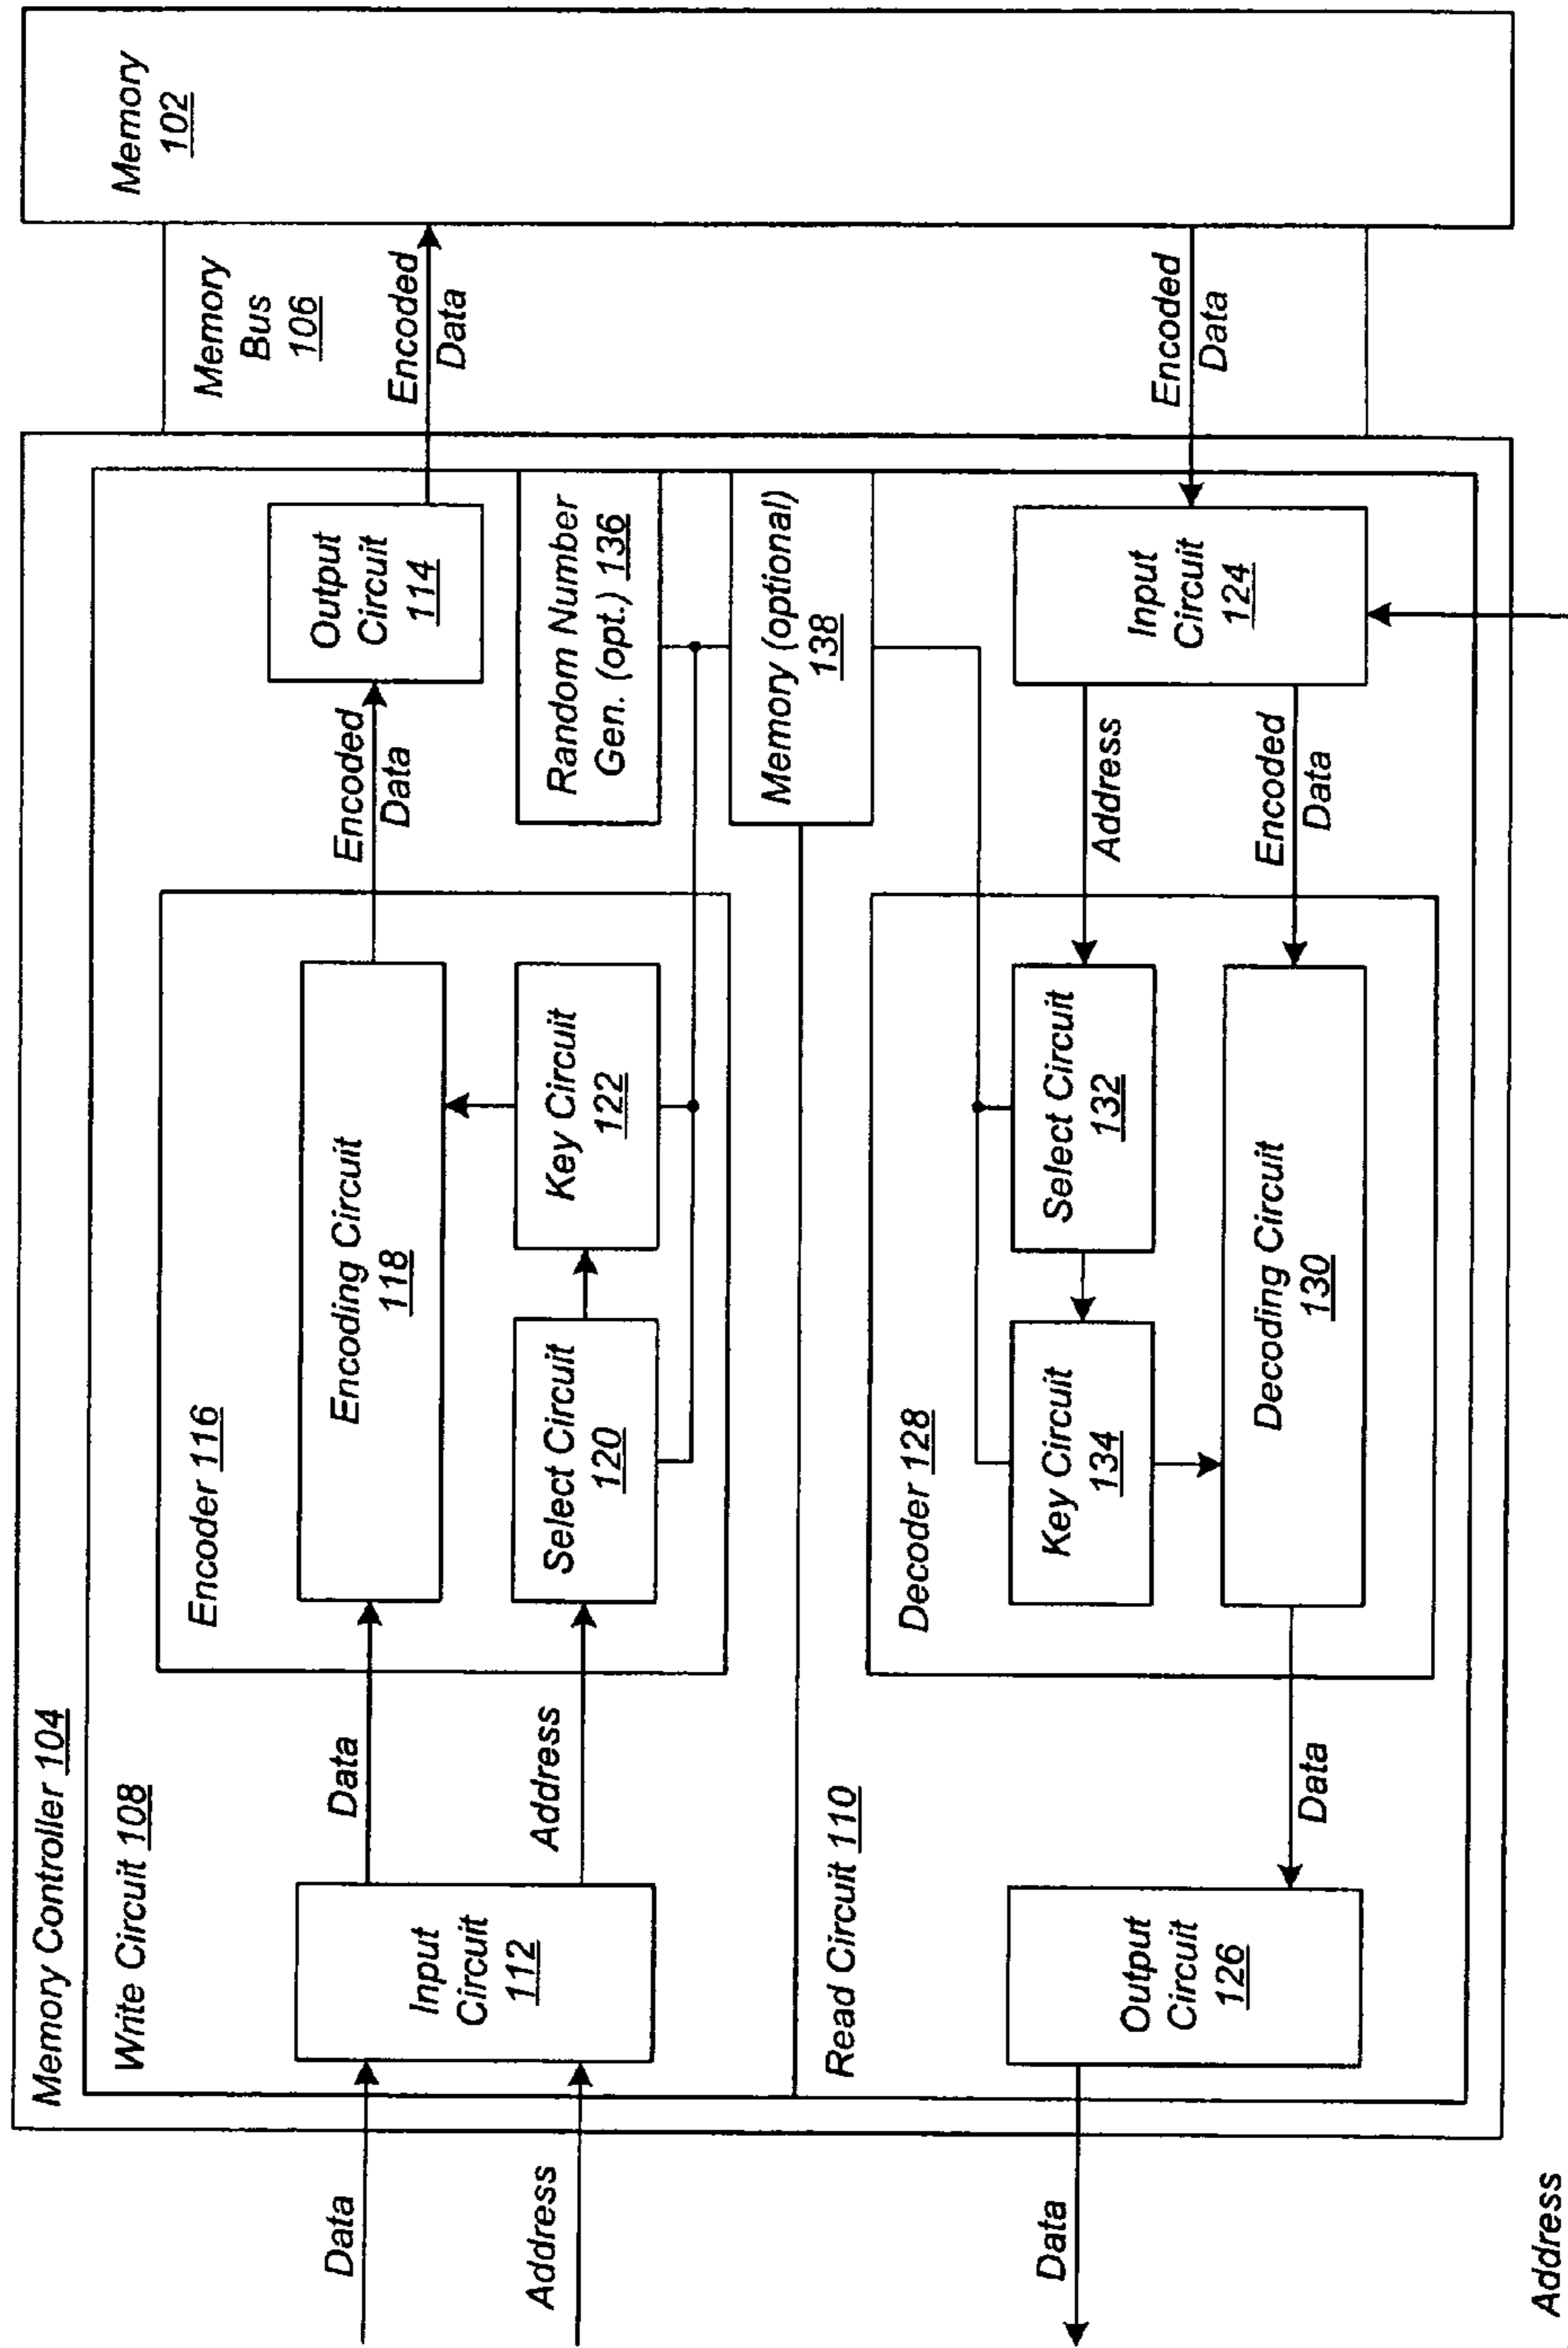 Memory Controller 104
Write Circuit 108
Data
Address
Input
Circuit
112
Data
Address
Encoder 116
Encoding Circuit
118
Select Circuit
120
Key Circuit
122
Encoded
Data
Output
Circuit
114
Random Number
Gen. (opt.) 136
Memory (optional)
138
Memory
Bus
106
Encoded
Data
Memory
102
Read Circuit 110
Data
Output
Circuit
126
Data
Decoder 128
Key Circuit
134
Select Circuit
132
Decoding Circuit
130
Address
Encoded
Data
Input
Circuit
124
Encoded
Data
Address